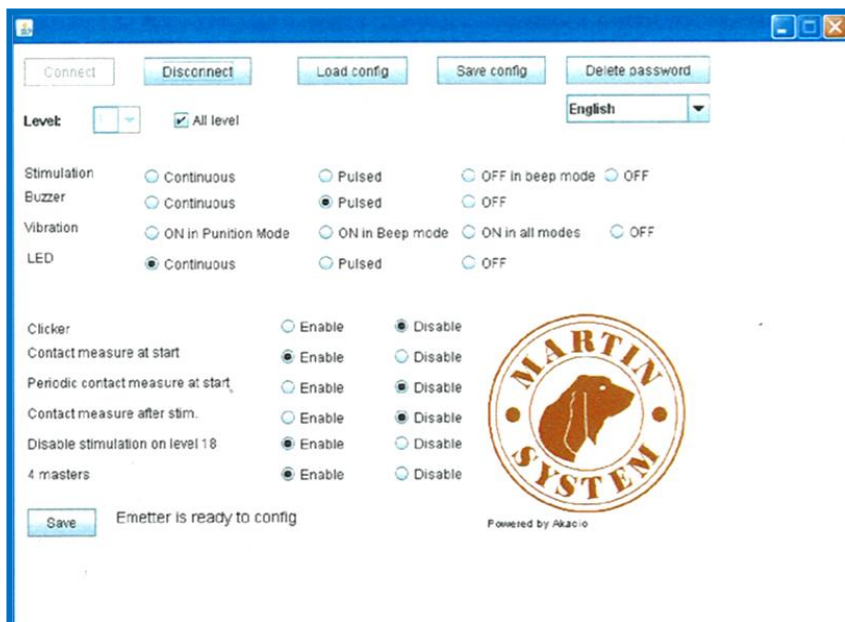 Connect Disconnect Load config Save config Delete password
Level: All level English
Stimulation Continuous Pulsed OFF in beep mode OFF
Buzzer Continuous Pulsed OFF
Vibration ON in Punition Mode ON in Beep mode ON in all modes OFF
LED Continuous Pulsed OFF
Clicker Enable Disable
Contact measure at start Enable Disable
Periodic contact measure at start Enable Disable
Contact measure after stim. Enable Disable
Disable stimulation on level 18 Enable Disable
4 masters Enable Disable
MARTIN
SYSTEM
Save Emetter is ready to config
Powered by Akacio